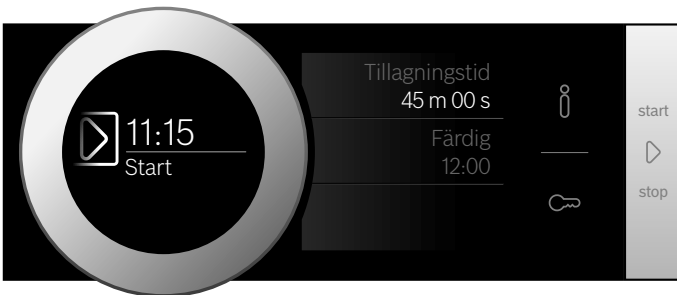 11:15
Start
Tillagningstid
45 m 00 s
Färdig
12:00
start
stop